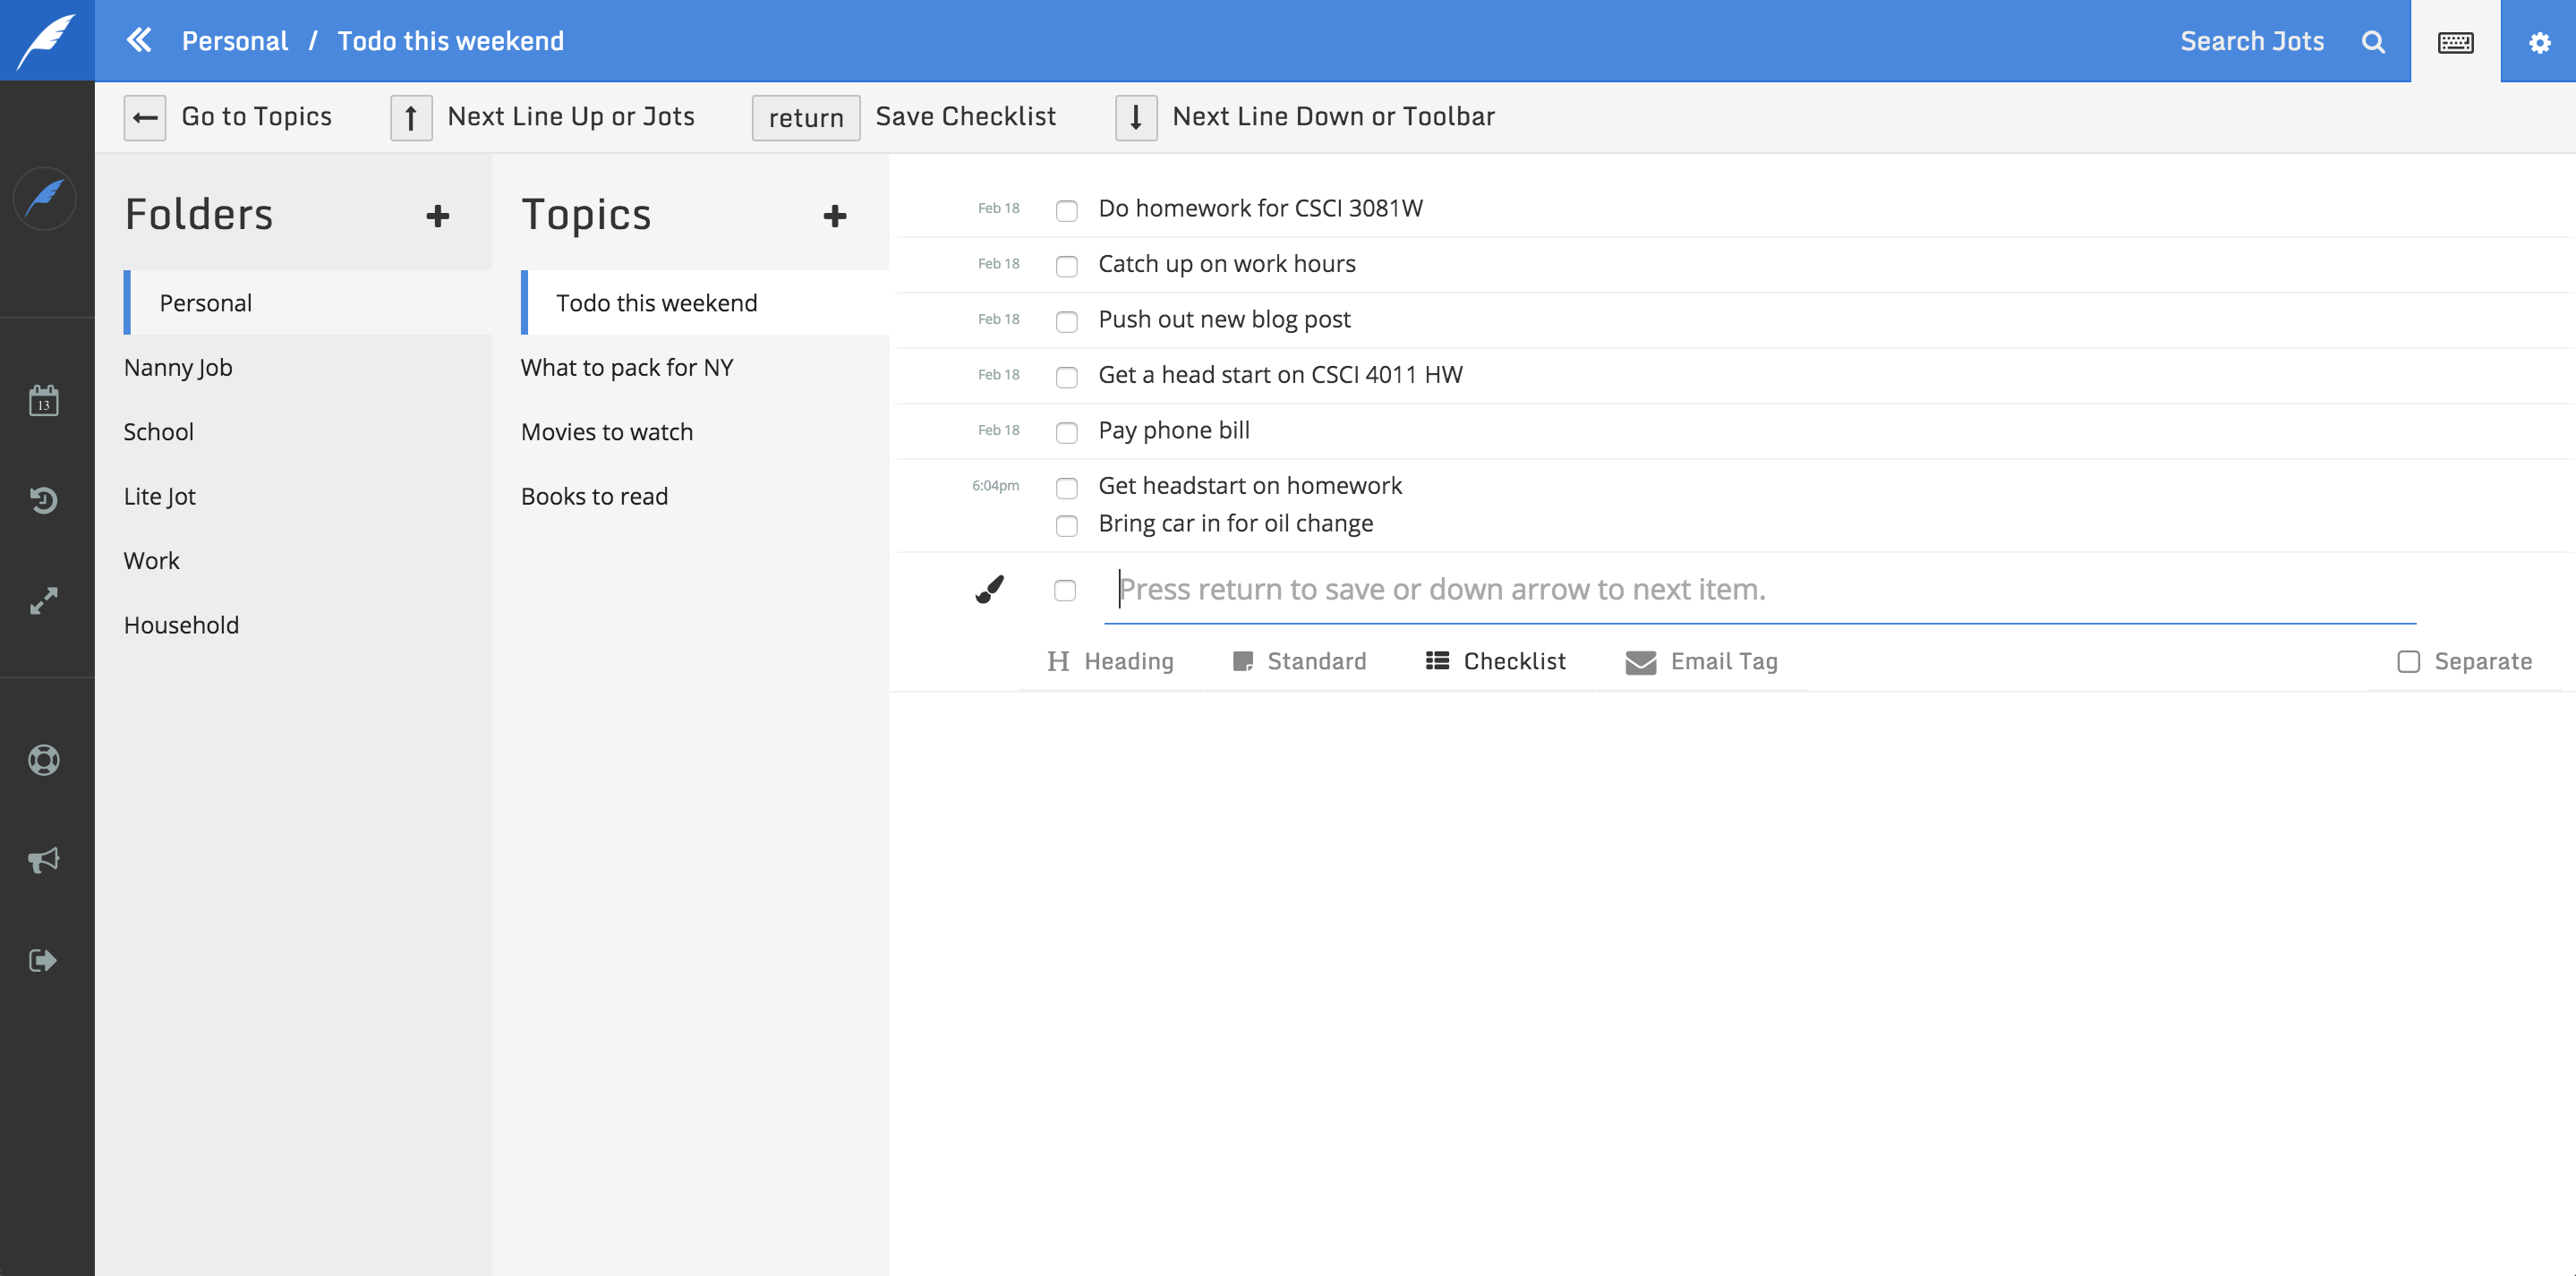 Personal / Todo this weekend
Search Jots
Go to Topics
Next Line Up or Jots
return Save Checklist
Next Line Down or Toolbar
13
Folders
Personal
Nanny Job
School
Lite Jot
Work
Household
Topics
Todo this weekend
What to pack for NY
Movies to watch
Books to read
Feb 18 Do homework for CSCI 3081W
Feb 18 Catch up on work hours
Feb 18 Push out new blog post
Feb 18 Get a head start on CSCI 4011 HW
Feb 18 Pay phone bill
6:04pm Get headstart on homework
Bring car in for oil change
Press return to save or down arrow to next item.
H Heading Standard Checklist Email Tag Separate